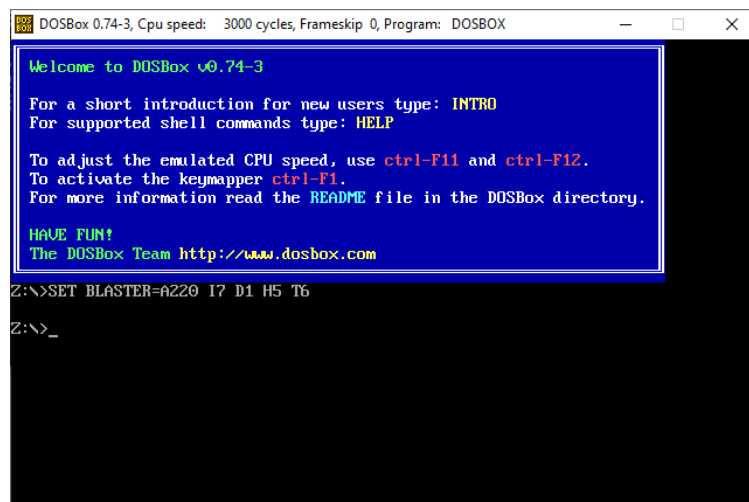 DOSBox 0.74-3, Cpu speed: 3000 cycles, Frameskip 0, Program: DOSBOX
Welcome to DOSBox v0.74-3
For a short introduction for new users type: INTRO
For supported shell commands type: HELP
To adjust the emulated CPU speed, use ctrl-F11 and ctrl-F12.
To activate the keymapper ctrl-F1.
For more information read the README file in the DOSBox directory.
HAVE FUN!
The DOSBox Team http://www.dosbox.com
Z:\>SET BLASTER=A220 I7 D1 H5 T6
Z:\>_